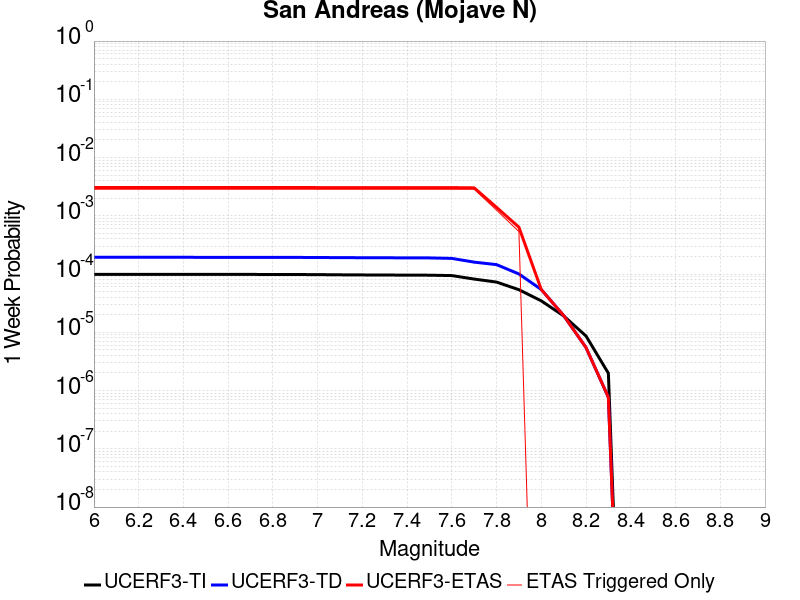 San Andreas (Mojave N)
10^0
10^-1
10^-2
10^-3
10^-4
10^-5
10^-6
10^-7
10^-8
1 Week Probability
6 6.2 6.4 6.6 6.8 7 7.2 7.4 7.6 7.8 8 8.2 8.4 8.6 8.8 9
Magnitude
UCERF3-TI UCERF3-TD UCERF3-ETAS ETAS Triggered Only